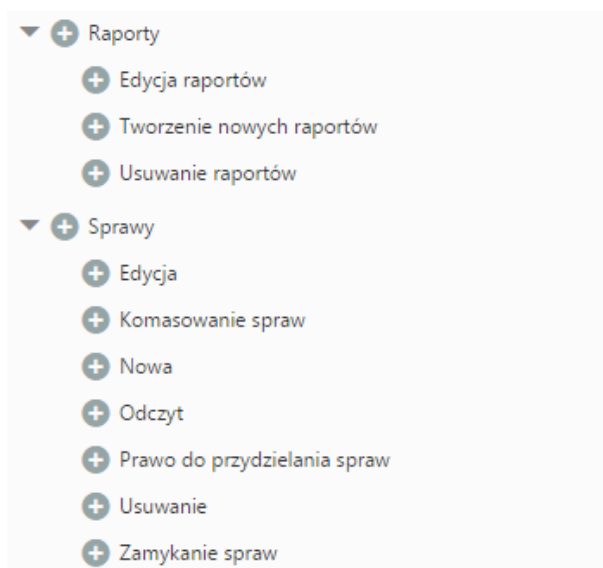 Raporty
Edycja raportów
Tworzenie nowych raportów
Usuwanie raportów
Sprawy
Edycja
Komasowanie spraw
Nowa
Odczyt
Prawo do przydzielania spraw
Usuwanie
Zamykanie spraw